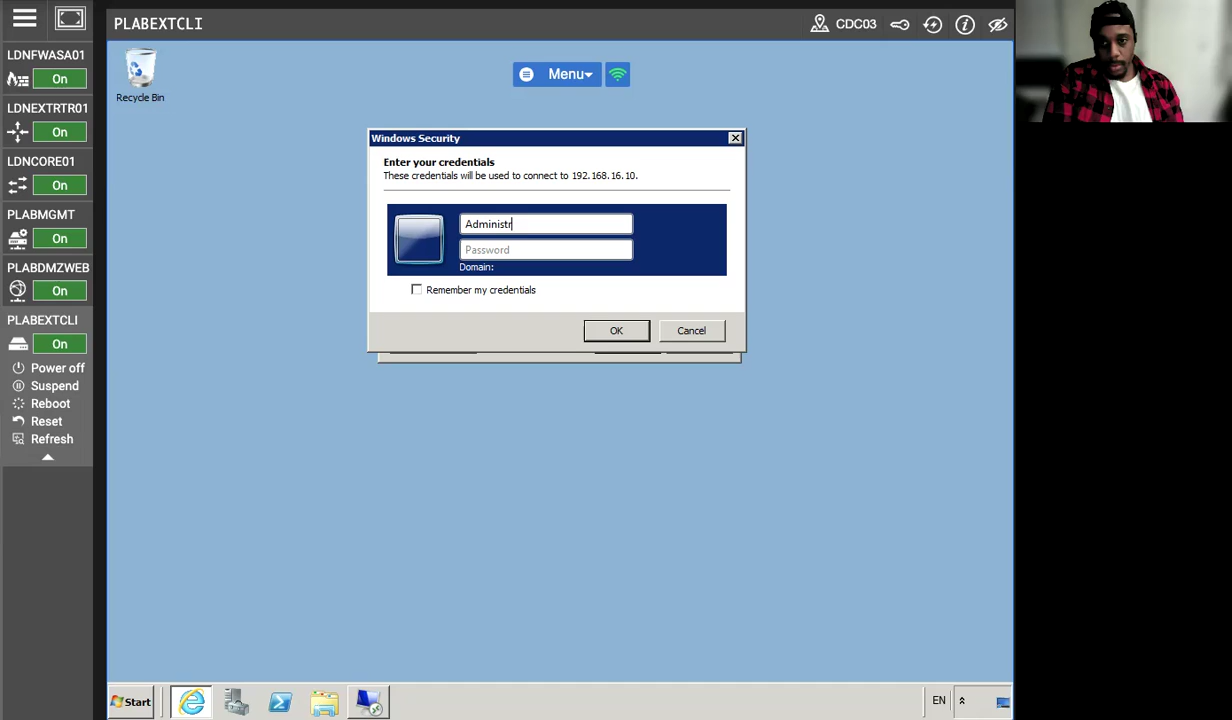 PLABEXTCLI
CDC03
LDNFWASA01
On
LDNEXTRTR01
On
LDNCORE01
On
PLABMGMT
On
PLABDMZWEB
On
PLABEXTCLI
On
Power off
Suspend
Reboot
Reset
Refresh
Recycle Bin
Menu
Windows Security
Enter your credentials
These credentials will be used to connect to 192.168.16.10.
Administr
Password
Domain:
Remember my credentials
OK Cancel
Start
EN